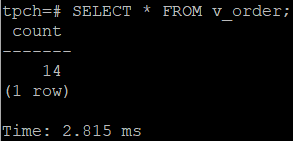 tpch=# SELECT * FROM v_order;
 count
-------
    14
(1 row)

Time: 2.815 ms